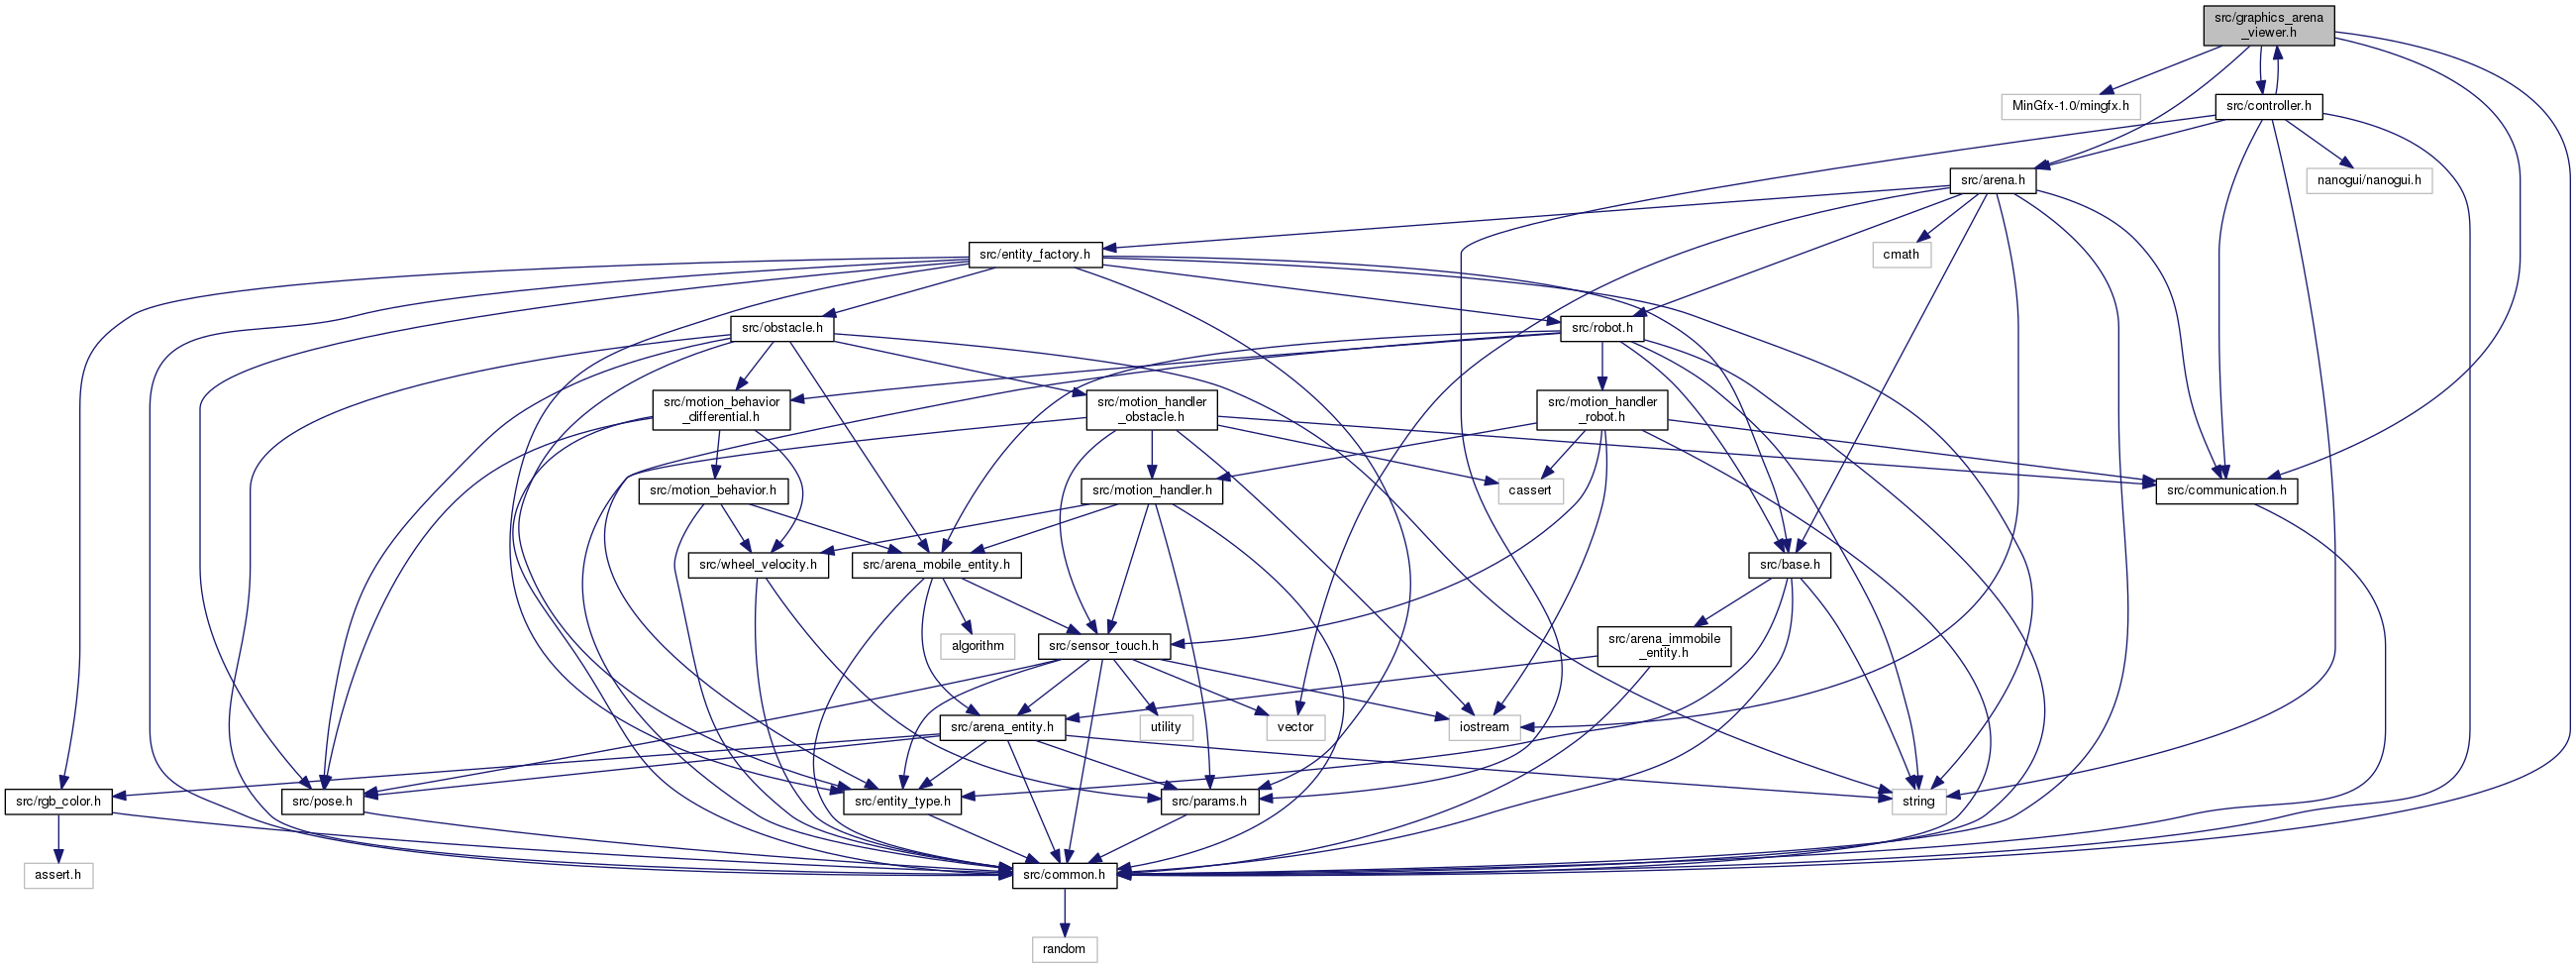 src/graphics_arena
_viewer.h
MinGfx-1.0/mingfx.h
src/controller.h
src/arena.h
nanogui/nanogui.h
src/entity_factory.h
cmath
src/obstacle.h
src/robot.h
src/motion_behavior
_differential.h
src/motion_handler
_obstacle.h
src/motion_handler
_robot.h
src/motion_behavior.h
src/motion_handler.h
cassert
src/communication.h
src/wheel_velocity.h
src/arena_mobile_entity.h
src/base.h
algorithm
src/sensor_touch.h
src/arena_immobile
_entity.h
src/arena_entity.h
utility
vector
iostream
src/rgb_color.h
src/pose.h
src/entity_type.h
src/params.h
string
assert.h
src/common.h
random